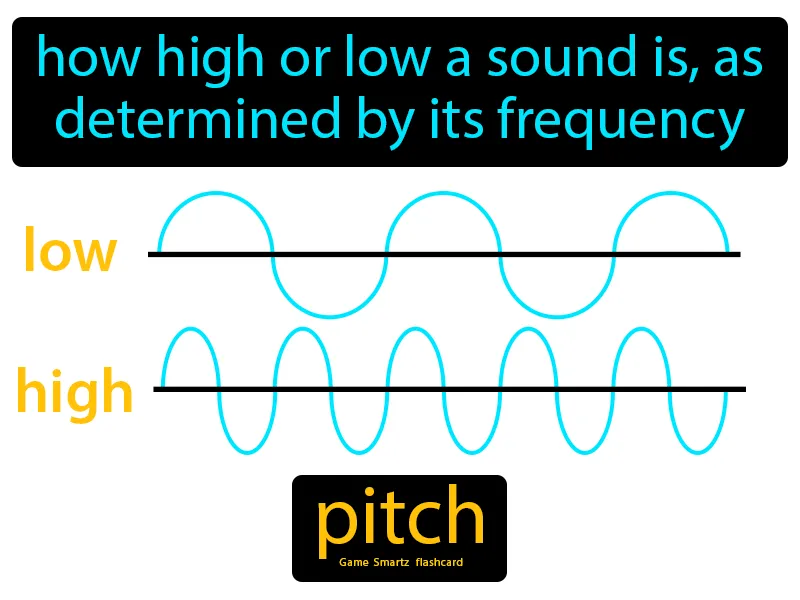 how high or low a sound is, as
determined by its frequency
low
high
pitch
Game Smartz flashcard